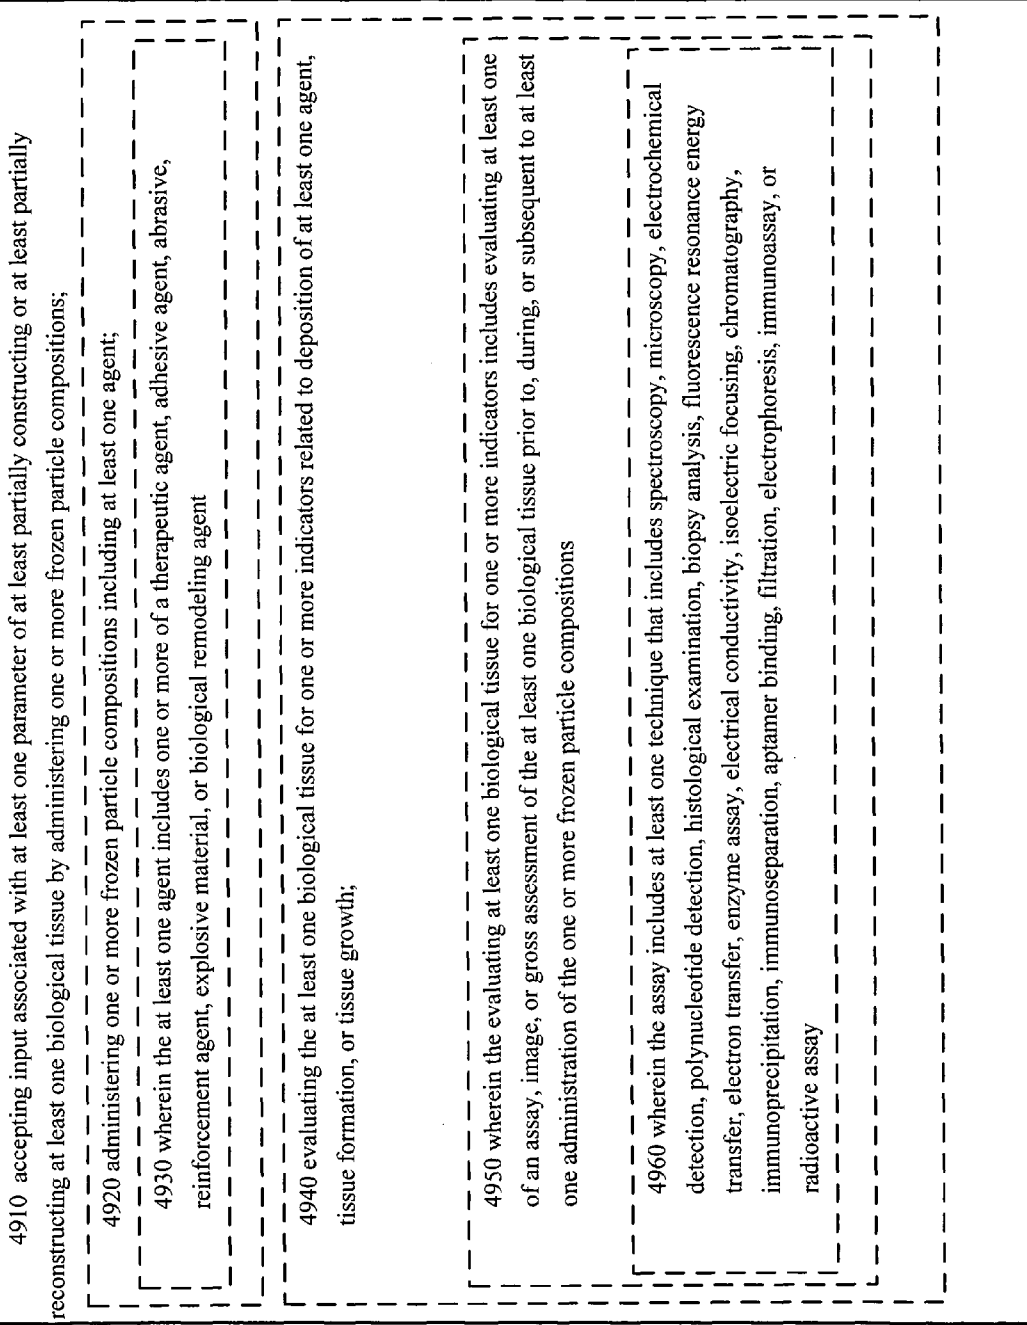 4910 accepting input associated with at least one parameter of at least partially constructing or at least partially
reconstructing at least one biological tissue by administering one or more frozen particle compositions;
4920 administering one or more frozen particle compositions including at least one agent;
4930 wherein the at least one agent includes one or more of a therapeutic agent, adhesive agent, abrasive,
reinforcement agent, explosive material, or biological remodeling agent
4940 evaluating the at least one biological tissue for one or more indicators related to deposition of at least one agent,
tissue formation, or tissue growth;
4950 wherein the evaluating at least one biological tissue for one or more indicators includes evaluating at least one
of an assay, image, or gross assessment of the at least one biological tissue prior to, during, or subsequent to at least
one administration of the one or more frozen particle compositions
4960 wherein the assay includes at least one technique that includes spectroscopy, microscopy, electrochemical
detection, polynucleotide detection, histological examination, biopsy analysis, fluorescence resonance energy
transfer, electron transfer, enzyme assay, electrical conductivity, isoelectric focusing, chromatography,
immunoprecipitation, immunoseparation, aptamer binding, filtration, electrophoresis, immunoassay, or
radioactive assay